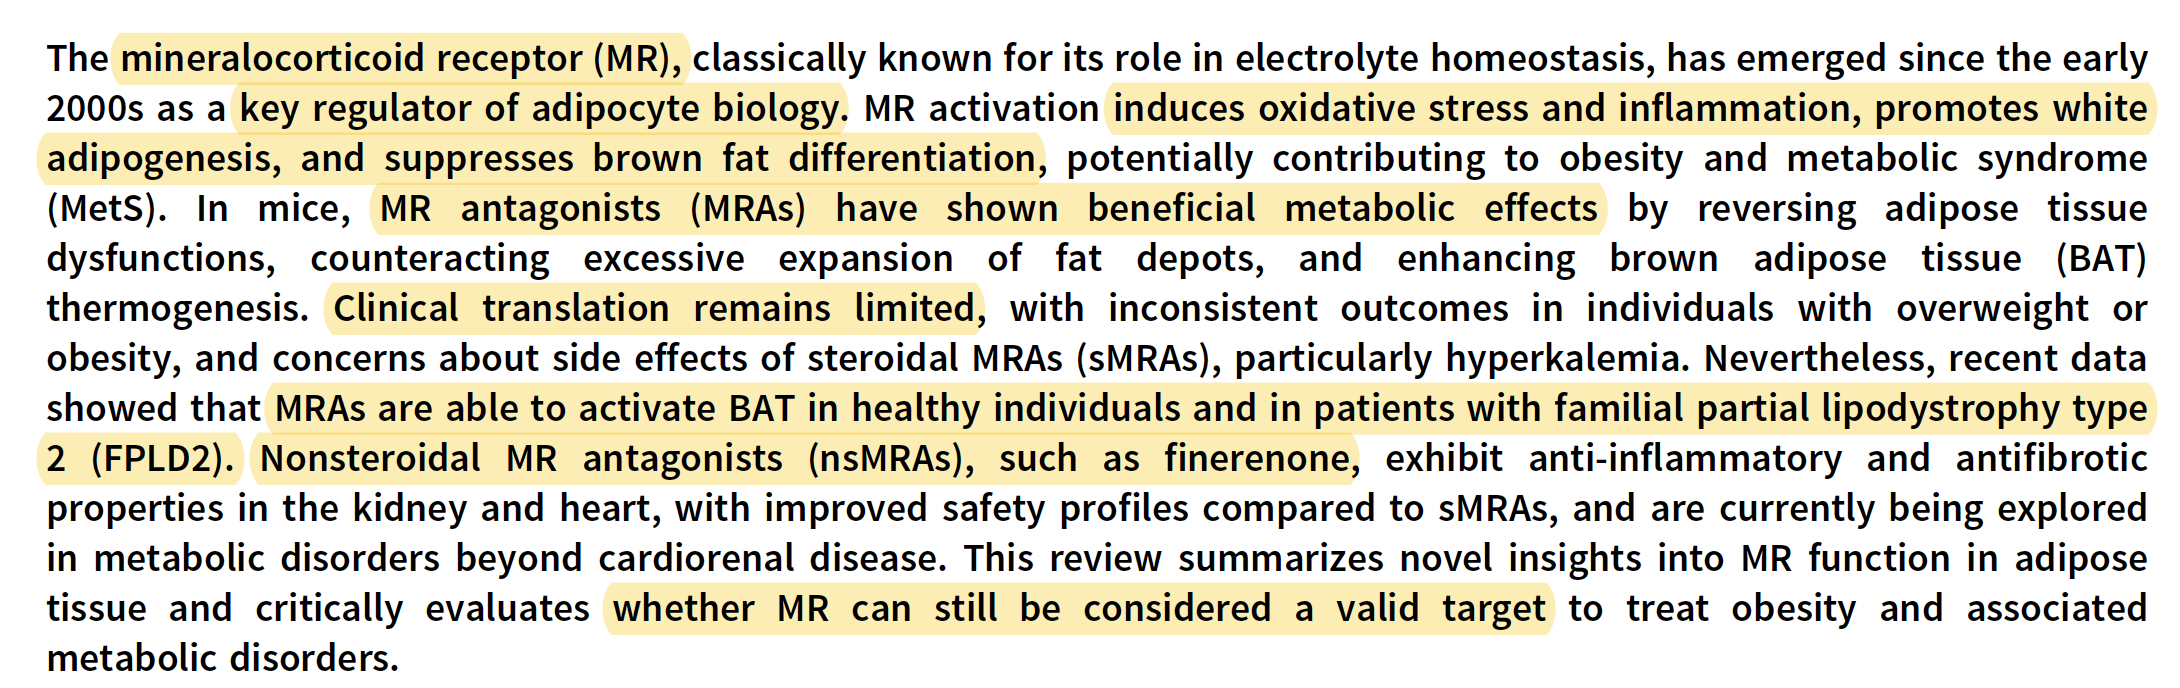 The mineralocorticoid receptor (MR), classically known for its role in electrolyte homeostasis, has emerged since the early
2000s as a key regulator of adipocyte biology. MR activation induces oxidative stress and inflammation, promotes white
adipogenesis, and suppresses brown fat differentiation, potentially contributing to obesity and metabolic syndrome
(MetS). In mice, MR antagonists (MRAs) have shown beneficial metabolic effects by reversing adipose tissue
dysfunctions, counteracting excessive expansion of fat depots, and enhancing brown adipose tissue (BAT)
thermogenesis. Clinical translation remains limited, with inconsistent outcomes in individuals with overweight or
obesity, and concerns about side effects of steroidal MRAs (sMRAs), particularly hyperkalemia. Nevertheless, recent data
showed that MRAs are able to activate BAT in healthy individuals and in patients with familial partial lipodystrophy type
2 (FPLD2). Nonsteroidal MR antagonists (nsMRAs), such as finerenone, exhibit anti-inflammatory and antifibrotic
properties in the kidney and heart, with improved safety profiles compared to sMRAs, and are currently being explored
in metabolic disorders beyond cardiorenal disease. This review summarizes novel insights into MR function in adipose
tissue and critically evaluates whether MR can still be considered a valid target to treat obesity and associated
metabolic disorders.